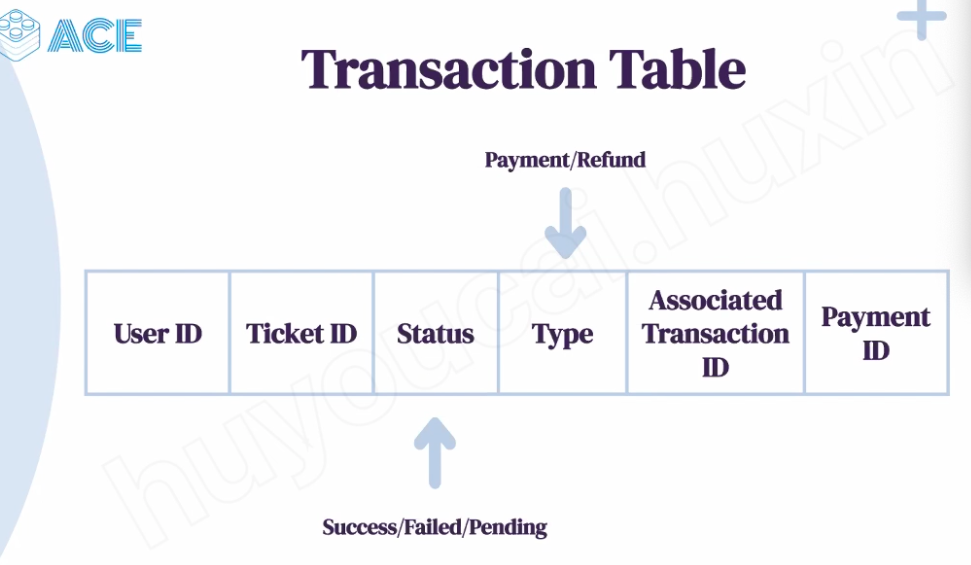 ACE
Transaction Table
Payment/Refund
User ID
Ticket ID
Status
Type
Associated
Transaction
ID
Payment
ID
Success/Failed/Pending
huyoucai.huxin